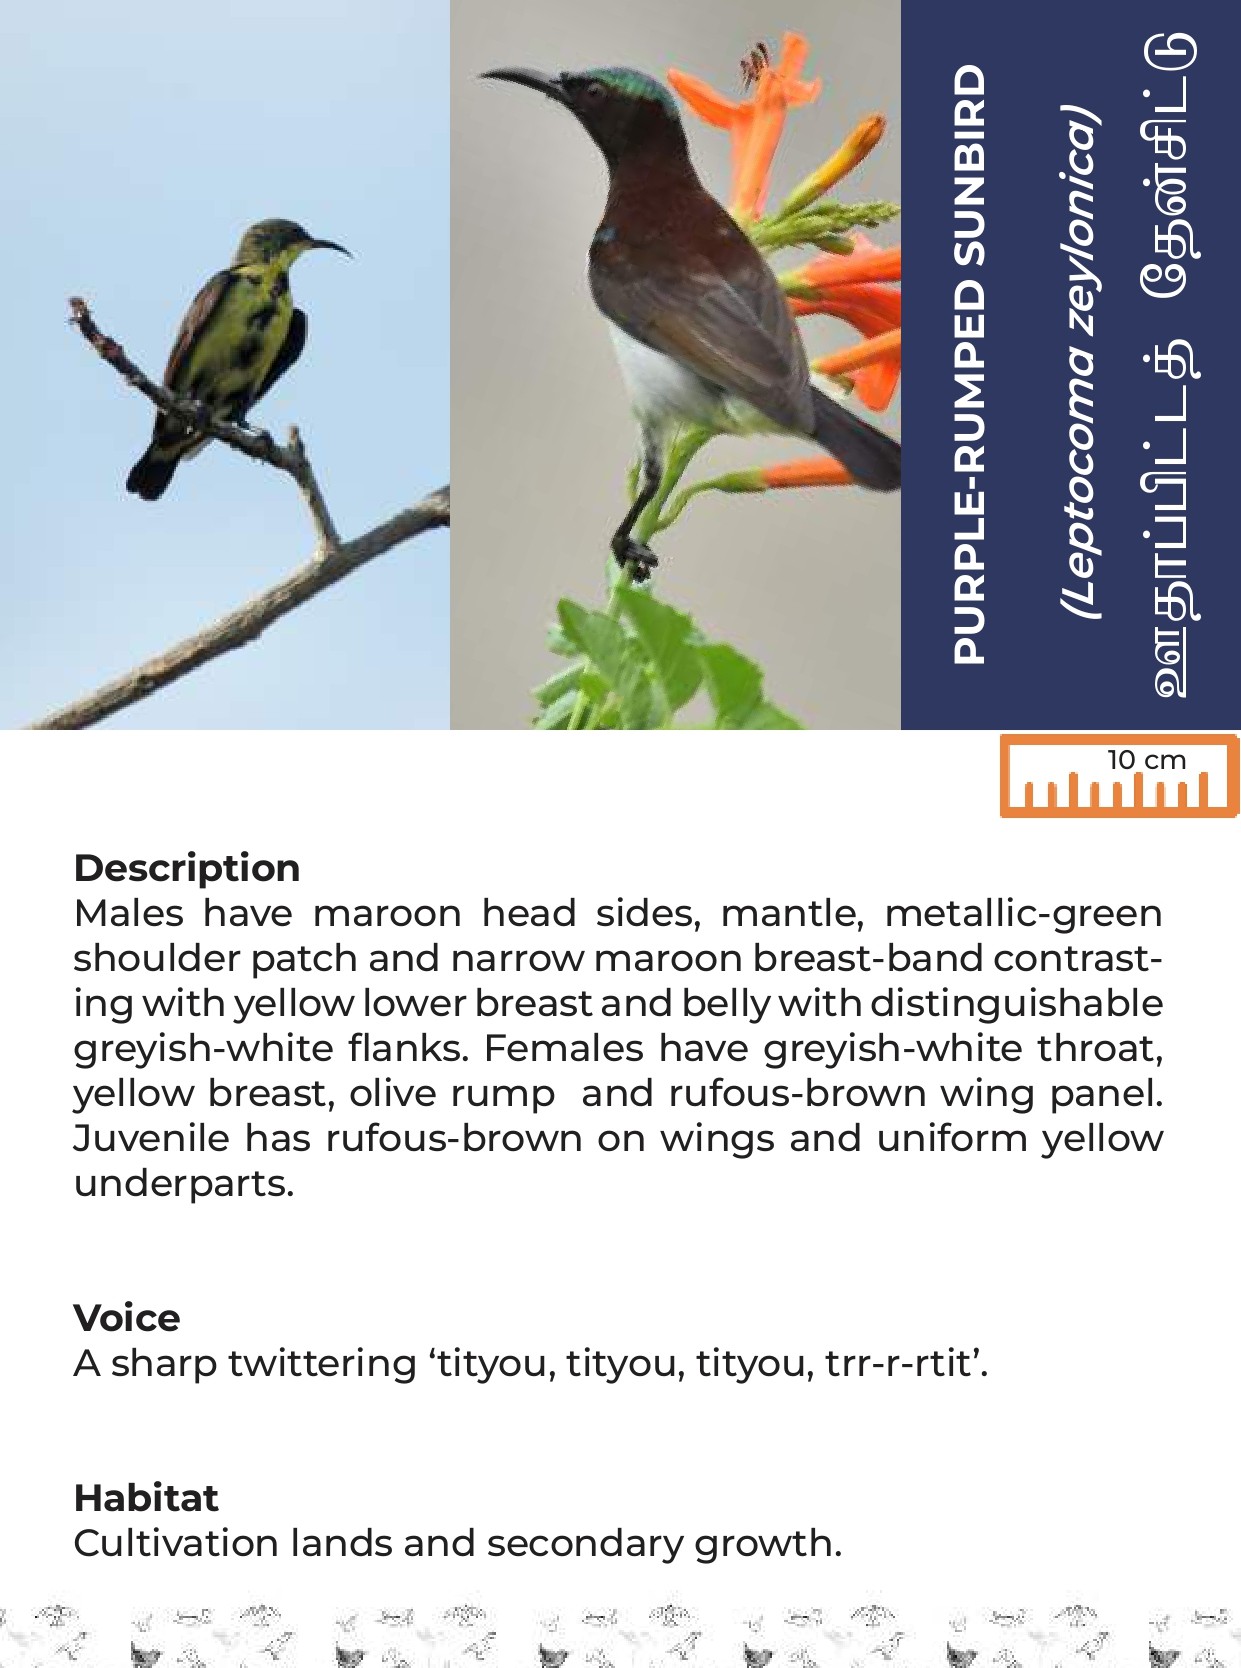 PURPLE-RUMPED SUNBIRD
(Leptocoma zeylonica)
ஊதாப்பிட்டத் தேன்சிட்டு
10 cm
Description
Males have maroon head sides, mantle, metallic-green
shoulder patch and narrow maroon breast-band contrast-
ing with yellow lower breast and belly with distinguishable
greyish-white flanks. Females have greyish-white throat,
yellow breast, olive rump and rufous-brown wing panel.
Juvenile has rufous-brown on wings and uniform yellow
underparts.
Voice
A sharp twittering ‘tityou, tityou, tityou, trr-r-rtit’.
Habitat
Cultivation lands and secondary growth.